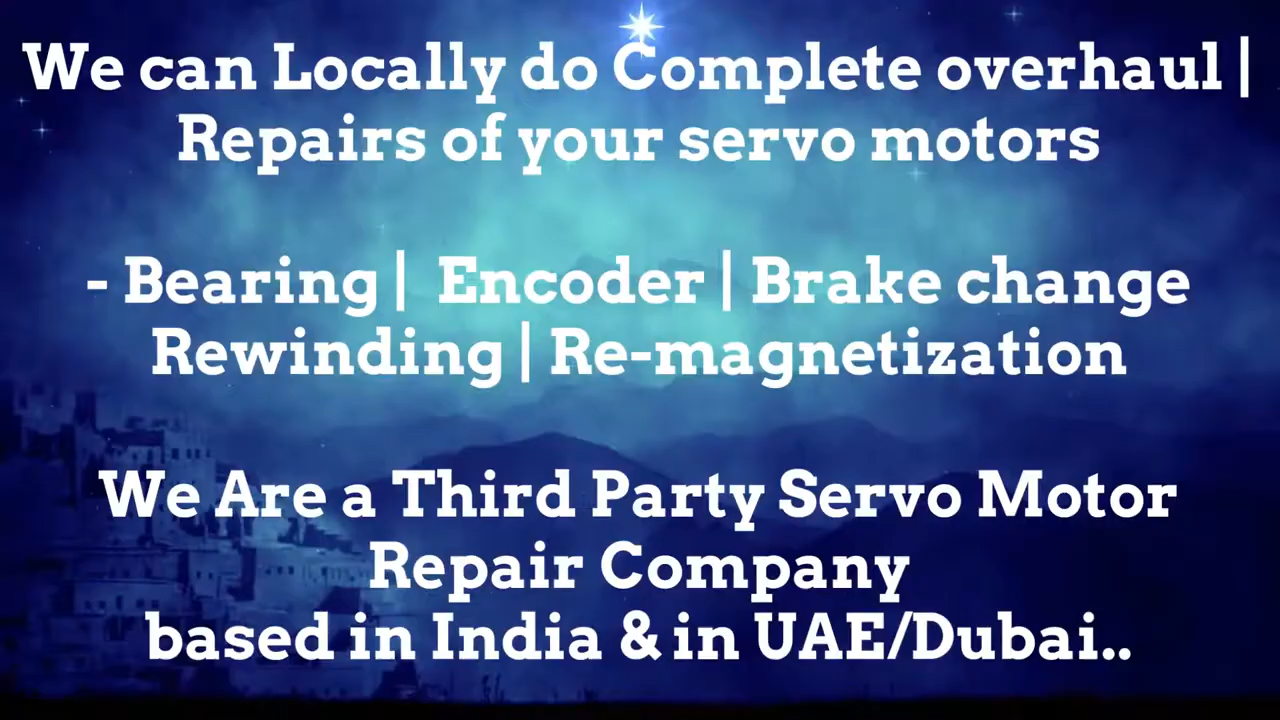 We can Locally do Complete overhaul |
Repairs of your servo motors
- Bearing | Encoder | Brake change
Rewinding | Re-magnetization
We Are a Third Party Servo Motor
Repair Company
based in India & in UAE/Dubai..